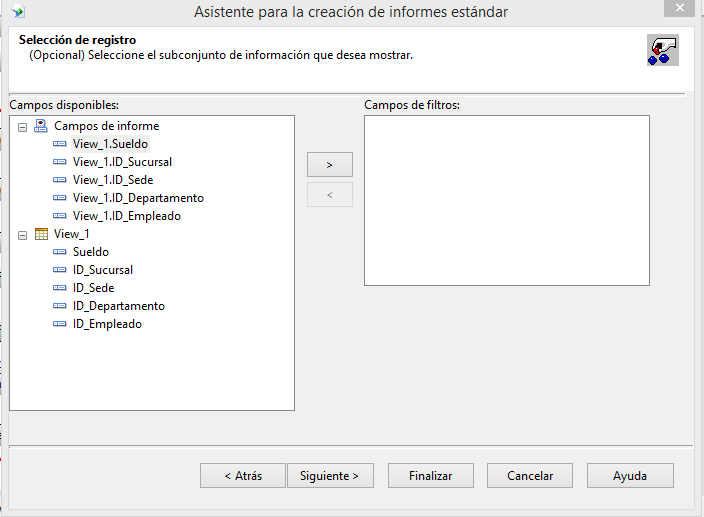 Asistente para la creación de informes estándar
Selección de registro
(Opcional) Seleccione el subconjunto de información que desea mostrar.
Campos disponibles:
Campos de informe
View_1.Sueldo
View_1.ID_Sucursal
View_1.ID_Sede
View_1.ID_Departamento
View_1.ID_Empleado
View_1
Sueldo
ID_Sucursal
ID_Sede
ID_Departamento
ID_Empleado
>
<
Campos de filtros:
< Atrás
Siguiente >
Finalizar
Cancelar
Ayuda